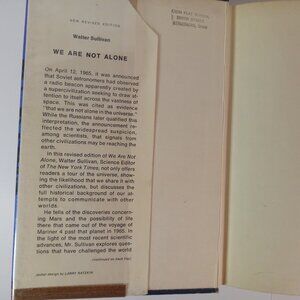 NEW REVISED EDITION
Walter Sullivan
WE ARE NOT ALONE
On April 12, 1965, it was announced
that Soviet astronomers had observed
a radio beacon apparently created by
a supercivilization seeking to draw at-
tention to itself across the vastness of
space. This was cited as evidence
"that we are not alone in the universe."
While the Russians later qualified this
interpretation, the announcement re-
flected the widespread suspicion,
among scientists, that signals from
other civilizations may be reaching the
earth.
In this revised edition of We Are Not
Alone, Walter Sullivan, Science Editor
of The New York Times, not only offers
readers a tour of the universe, show-
ing the likelihood that we share it with
other civilizations, but discusses the
full historical background of our at-
tempts to communicate with other
worlds.
He tells of the discoveries concern-
ing Mars and the possibility of life
there that came out of the voyage of
Mariner 4 past that planet in 1965. In
the light of the most recent scientific
advances, Mr. Sullivan explores ques-
tions that have challenged the world
(continued on back flap)
Jacket design by LARRY RATZKIN